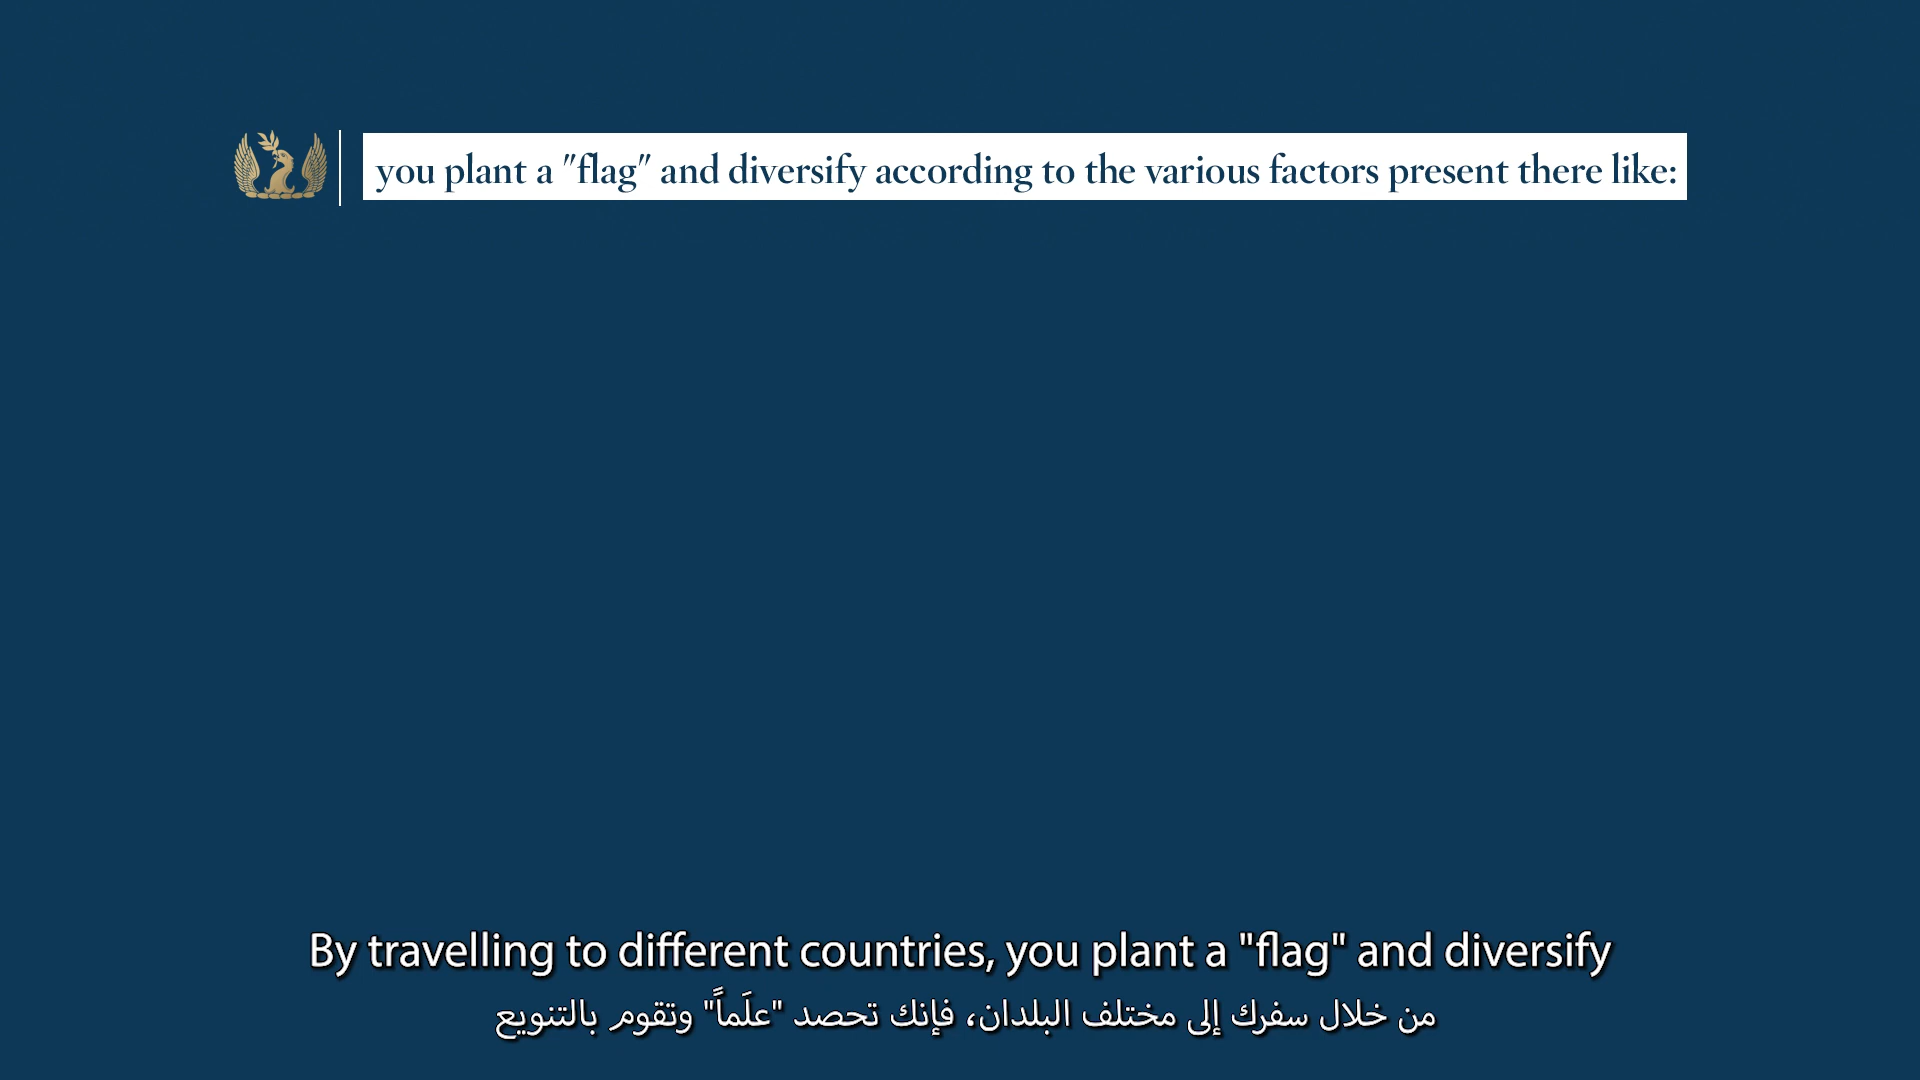 you plant a "flag" and diversify according to the various factors present there like:
By travelling to different countries, you plant a "flag" and diversify
من خلال سفرك إلى مختلف البلدان، فإنك تحصد "علَماً" وتقوم بالتنويع